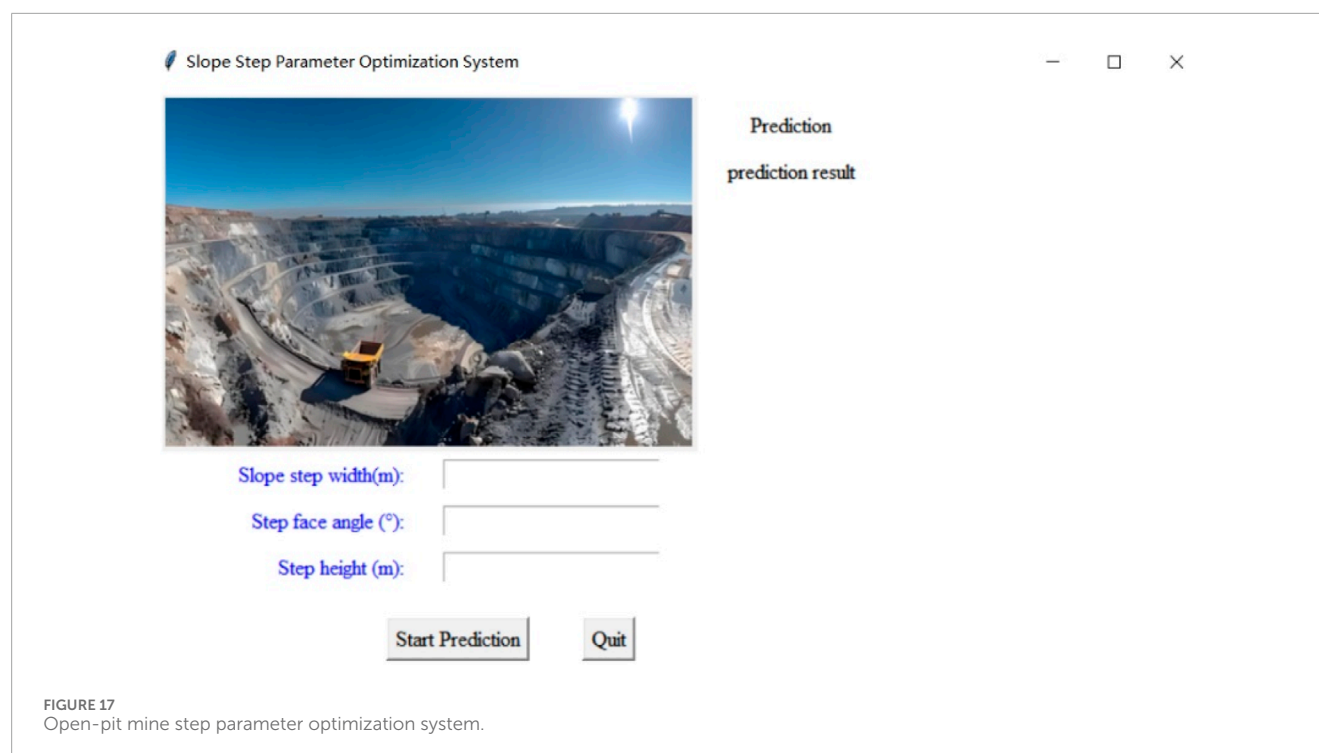 Slope Step Parameter Optimization System
Prediction
prediction result
Slope step width(m):
Step face angle (°):
Step height (m):
Start Prediction
Quit
FIGURE 17
Open-pit mine step parameter optimization system.